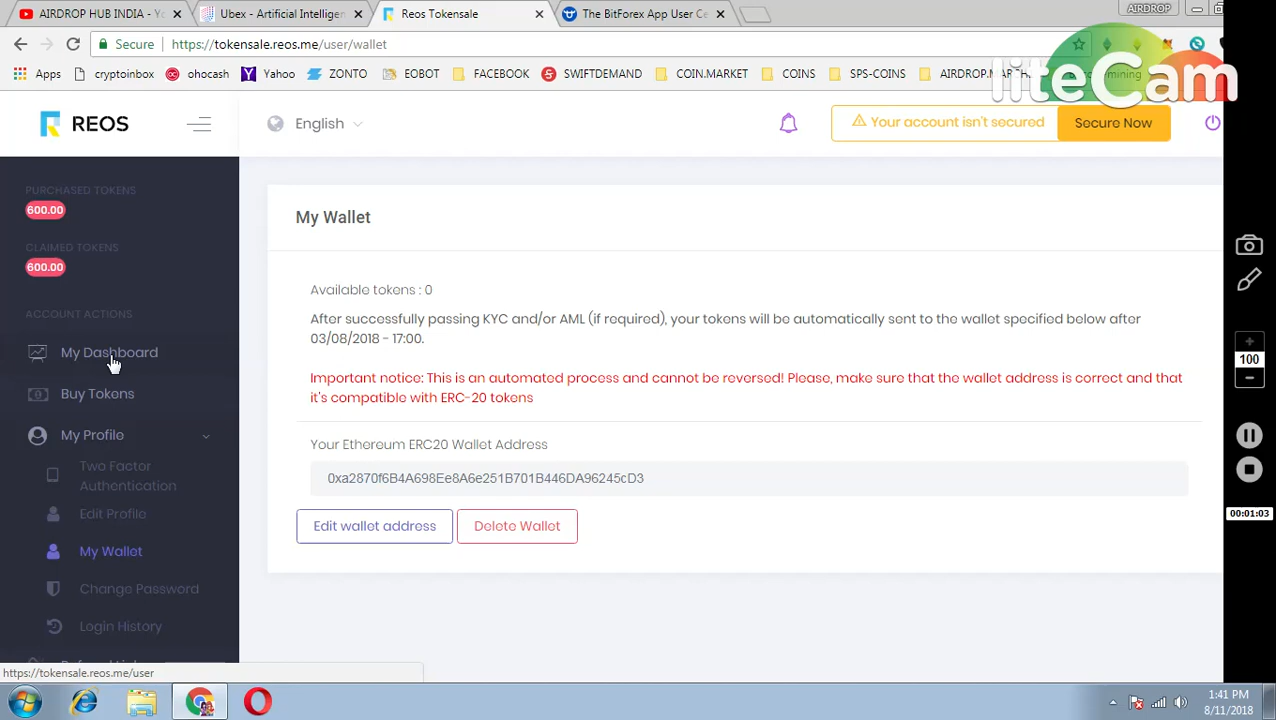 AIRDROP HUB INDIA - Yo
Ubex - Artificial Intellige
Reos Tokensale
The BitForex App User Ce
AIRDROP
Secure
https://tokensale.reos.me/user/wallet
Apps
cryptoinbox
ohocash
Yahoo
ZONTO
EOBOT
FACEBOOK
SWIFTDEMAND
COIN.MARKET
COINS
SPS-COINS
mining
liteCam
REOS
English
Your account isn't secured
Secure Now
PURCHASED TOKENS
600.00
CLAIMED TOKENS
600.00
ACCOUNT ACTIONS
My Dashboard
Buy Tokens
My Profile
Two Factor
Authentication
Edit Profile
My Wallet
Change Password
Login History
My Wallet
Available tokens : 0
After successfully passing KYC and/or AML (if required), your tokens will be automatically sent to the wallet specified below after
03/08/2018 - 17:00.
Important notice: This is an automated process and cannot be reversed! Please, make sure that the wallet address is correct and that
it's compatible with ERC-20 tokens
Your Ethereum ERC20 Wallet Address
0xa2870f6B4A698Ee8A6e251B701B446DA96245cD3
Edit wallet address
Delete Wallet
100
00:01:03
https://tokensale.reos.me/user
1:41 PM
8/11/2018